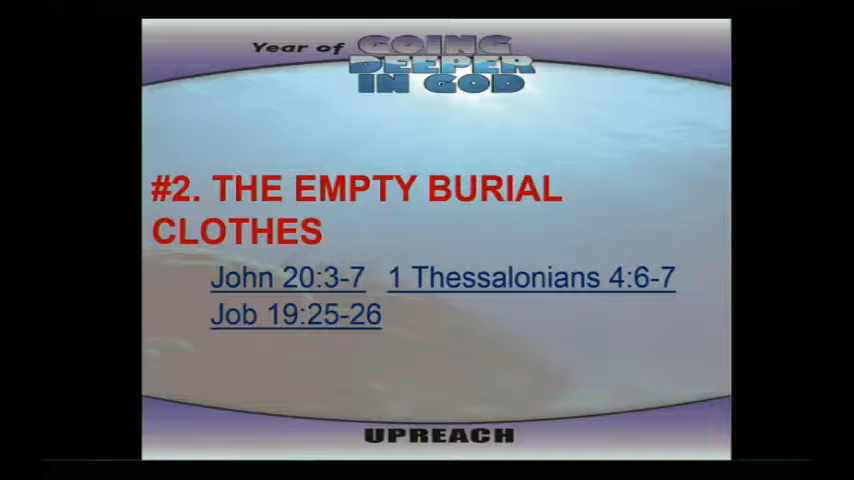 Year of GOING
DEEPER
IN GOD
#2. THE EMPTY BURIAL
CLOTHES
John 20:3-7 1 Thessalonians 4:6-7
Job 19:25-26
UPREACH